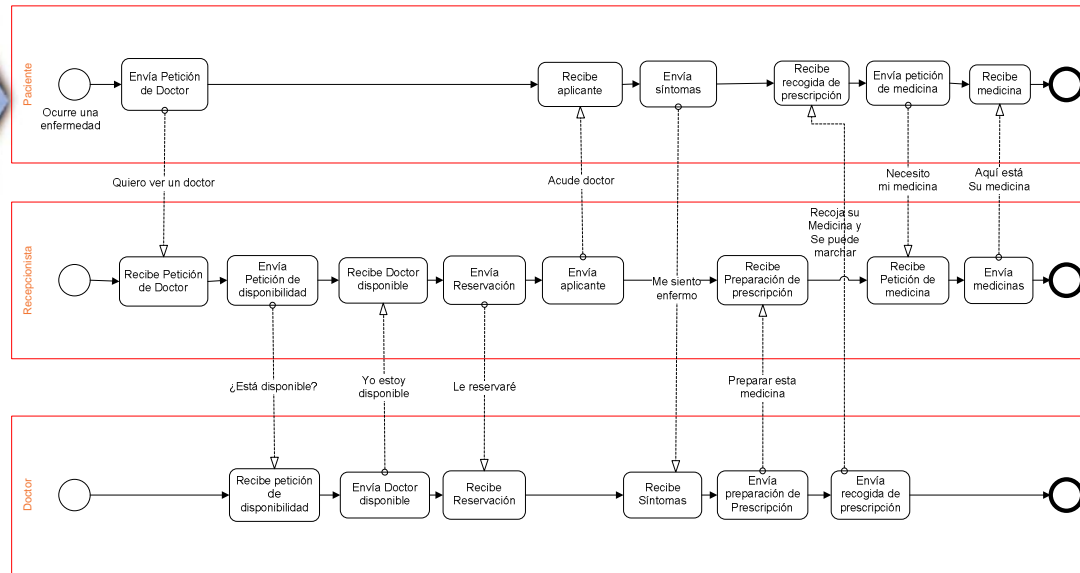 Paciente
Ocurre una
enfermedad
Envía Petición
de Doctor
Recibe
aplicante
Envía
síntomas
Recibe
recogida de
prescripción
Envía petición
de medicina
Recibe
medicina
Quiero ver un doctor
Acude doctor
Necesito
mi medicina
Aquí está
Su medicina
Recepcionista
Recibe Petición
de Doctor
Envía
Petición de
disponibilidad
Recibe Doctor
disponible
Envía
Reservación
Envía
aplicante
Me siento
enfermo
Recibe
Preparación de
prescripción
Recoja su
Medicina y
Se puede
marchar
Recibe
Petición de
medicina
Envía
medicinas
¿Está disponible?
Yo estoy
disponible
Le reservaré
Preparar esta
medicina
Doctor
Recibe petición
de
disponibilidad
Envía Doctor
disponible
Recibe
Reservación
Recibe
Síntomas
Envía
preparación de
Prescripción
Envía
recogida de
prescripción